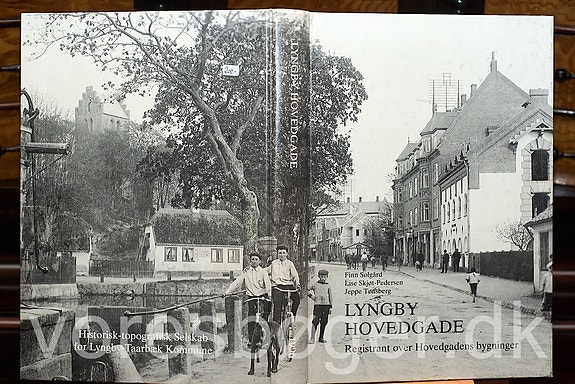 Historisk-topografisk Selskab
for Lyngby-Taarbæk Kommune
LYNGBY HOVEDGADE
Finn Solgård
Lise Skjøt-Pedersen
Jeppe Tønsberg
LYNGBY
HOVEDGADE
Registrant over Hovedgadens bygninger
voresbøger.dk